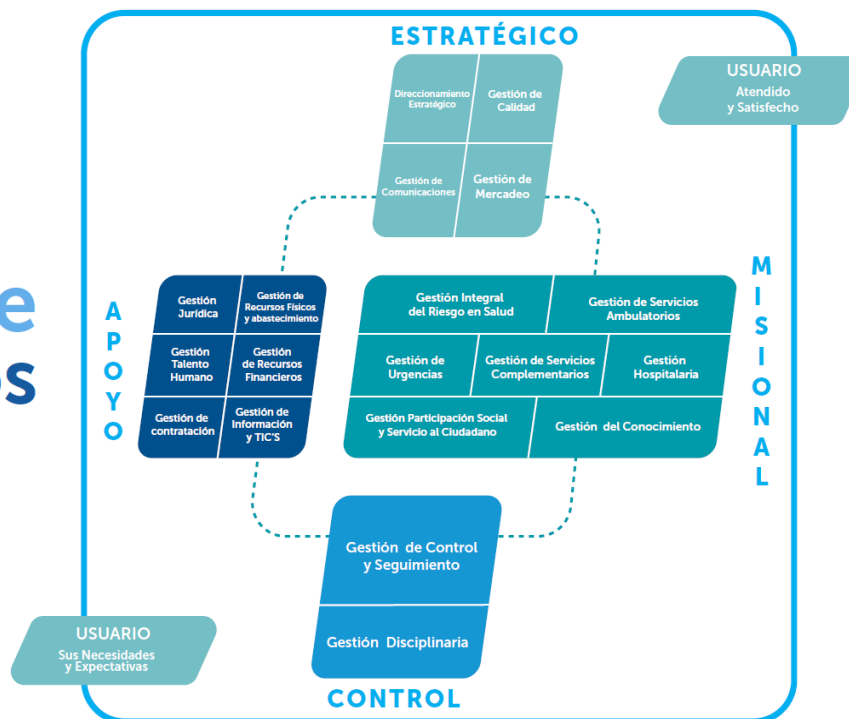 ESTRATÉGICO
USUARIO
Atendido
y Satisfecho
Direccionamiento
Estratégico
Gestión de
Calidad
Gestión de
Comunicaciones
Gestión de
Mercadeo
APOYO
Gestión
Jurídica
Gestión de
Recursos Físicos
y abastecimiento
Gestión
Talento
Humano
Gestión
de Recursos
Financieros
Gestión de
contratación
Gestión de
Información
y TIC'S
Gestión Integral
del Riesgo en Salud
Gestión de Servicios
Ambulatorios
Gestión de
Urgencias
Gestión de Servicios
Complementarios
Gestión
Hospitalaria
Gestión Participación Social
y Servicio al Ciudadano
Gestión del Conocimiento
MISIONAL
Gestión de Control
y Seguimiento
Gestión Disciplinaria
USUARIO
Sus Necesidades
y Expectativas
CONTROL